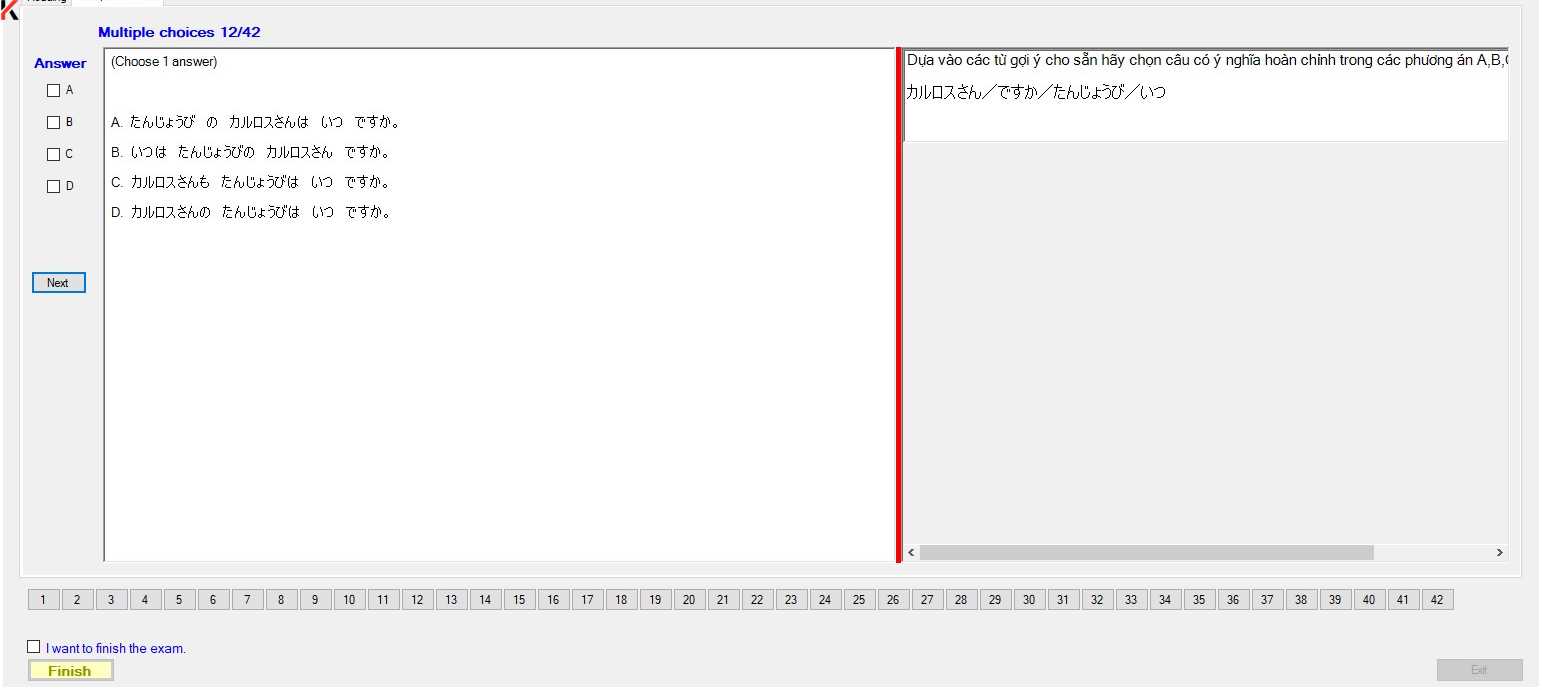 Multiple choices 12/42
Answer
(Choose 1 answer)
A
B
C
D
A. たんじょうび の カルロスさんは いつ ですか。
B. いつは たんじょうびの カルロスさん ですか。
C. カルロスさんも たんじょうびは いつ ですか。
D. カルロスさんの たんじょうびは いつ ですか。
Next
Dựa vào các từ gợi ý cho sẵn hãy chọn câu có ý nghĩa hoàn chỉnh trong các phương án A,B,
カルロスさん／ですか／たんじょうび／いつ
1 2 3 4 5 6 7 8 9 10 11 12 13 14 15 16 17 18 19 20 21 22 23 24 25 26 27 28 29 30 31 32 33 34 35 36 37 38 39 40 41 42
I want to finish the exam.
Finish
Exit